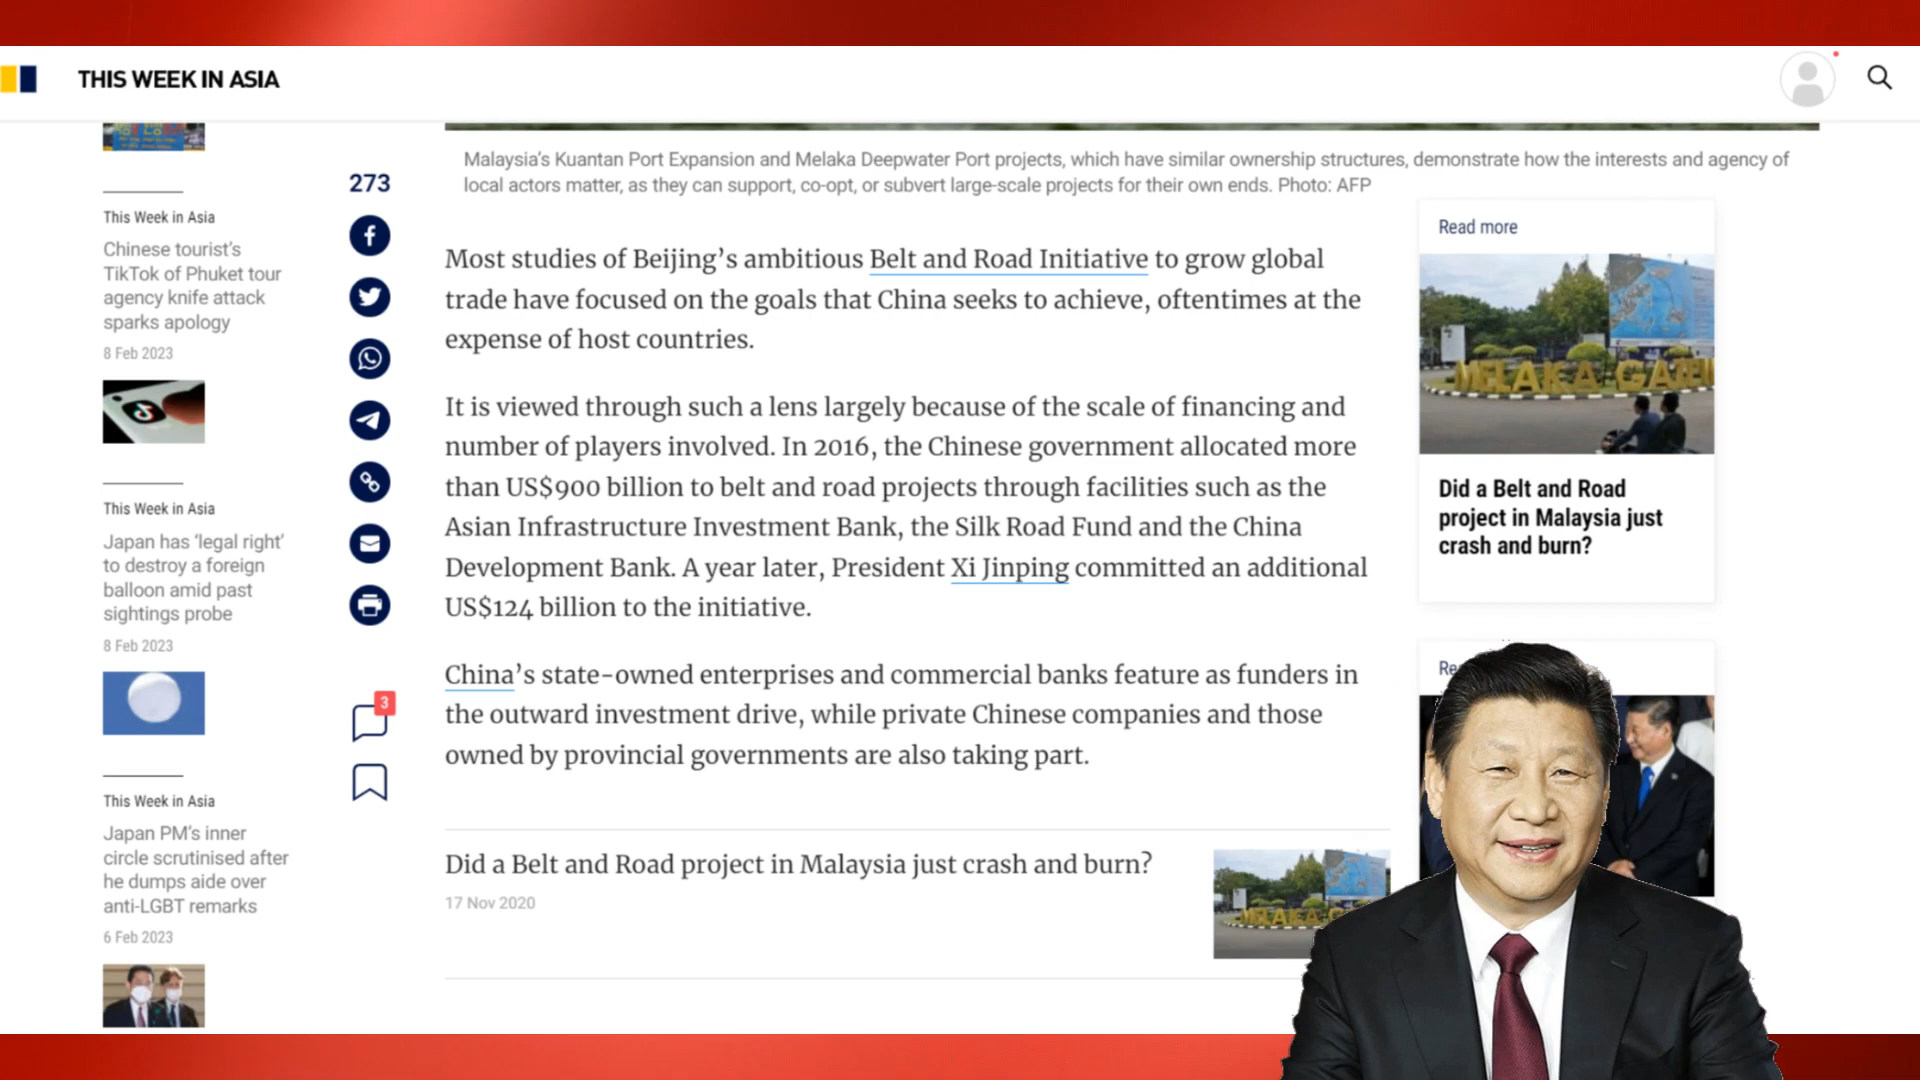 THIS WEEK IN ASIA
This Week in Asia
Chinese tourist's
TikTok of Phuket tour
agency knife attack
sparks apology
8 Feb 2023
This Week in Asia
Japan has 'legal right'
to destroy a foreign
balloon amid past
sightings probe
8 Feb 2023
This Week in Asia
Japan PM's inner
circle scrutinised after
he dumps aide over
anti-LGBT remarks
6 Feb 2023
273
3
Malaysia's Kuantan Port Expansion and Melaka Deepwater Port projects, which have similar ownership structures, demonstrate how the interests and agency of
local actors matter, as they can support, co-opt, or subvert large-scale projects for their own ends. Photo: AFP
Most studies of Beijing's ambitious Belt and Road Initiative to grow global
trade have focused on the goals that China seeks to achieve, oftentimes at the
expense of host countries.
It is viewed through such a lens largely because of the scale of financing and
number of players involved. In 2016, the Chinese government allocated more
than US$900 billion to belt and road projects through facilities such as the
Asian Infrastructure Investment Bank, the Silk Road Fund and the China
Development Bank. A year later, President Xi Jinping committed an additional
US$124 billion to the initiative.
China's state-owned enterprises and commercial banks feature as funders in
the outward investment drive, while private Chinese companies and those
owned by provincial governments are also taking part.
Did a Belt and Road project in Malaysia just crash and burn?
17 Nov 2020
MELAKA
Read more
MELAKA
Did a Belt and Road
project in Malaysia just
crash and burn?